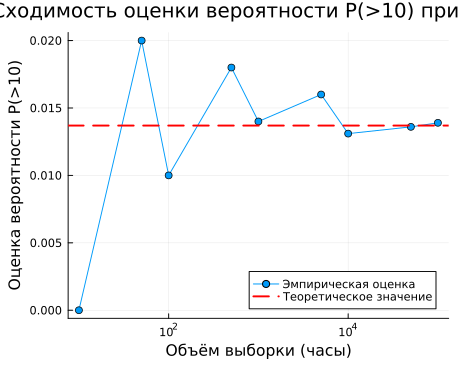 Сходимость оценки вероятности P(>10) при
Оценка вероятности P(>10)
0.020
0.015
0.010
0.005
0.000
10²
10⁴
Объём выборки (часы)
Эмпирическая оценка
Теоретическое значение